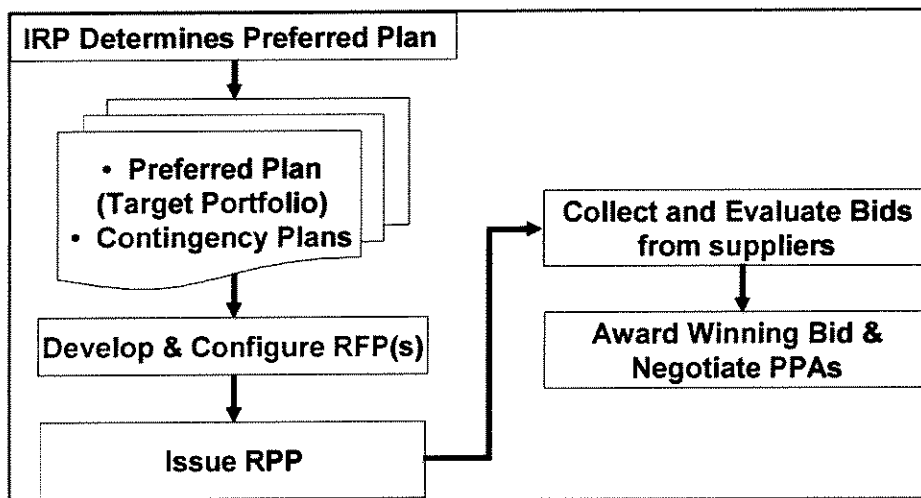 IRP Determines Preferred Plan
• Preferred Plan
(Target Portfolio)
• Contingency Plans
Develop & Configure RFP(s)
Issue RPP
Collect and Evaluate Bids
from suppliers
Award Winning Bid &
Negotiate PPAs